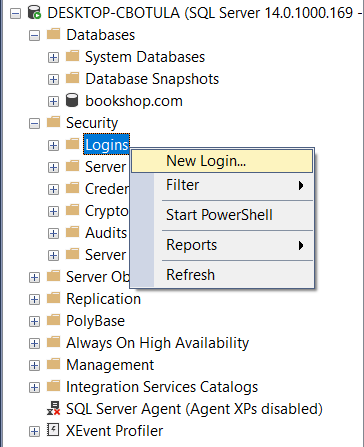 DESKTOP-CBOTULA (SQL Server 14.0.1000.169 -
Databases
System Databases
Database Snapshots
bookshop.com
Security
Logins
New Login...
Server
Filter
Creden
Start PowerShell
Crypto
Audits
Reports
Server
Refresh
Server Ob
Replication
PolyBase
Always On High Availability
Management
Integration Services Catalogs
SQL Server Agent (Agent XPs disabled)
XEvent Profiler